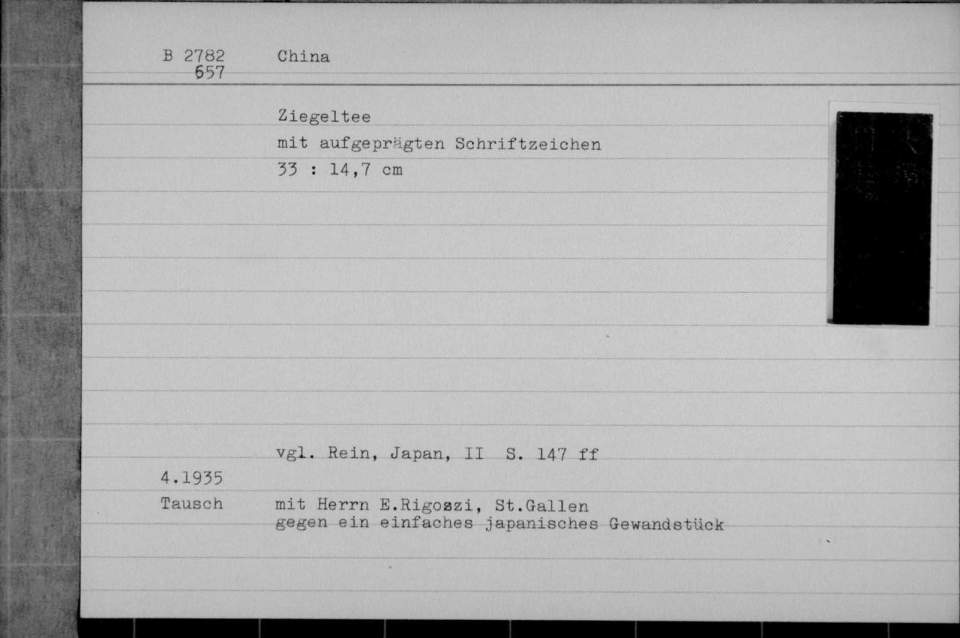 B 2782 China
657
Ziegeltee
mit aufgeprägten Schriftzeichen
33 : 14,7 cm
vgl. Rein, Japan, II S. 147 ff
4.1935
Tausch mit Herrn E.Rigozzi, St.Gallen
gegen ein einfaches japanisches Gewandstück